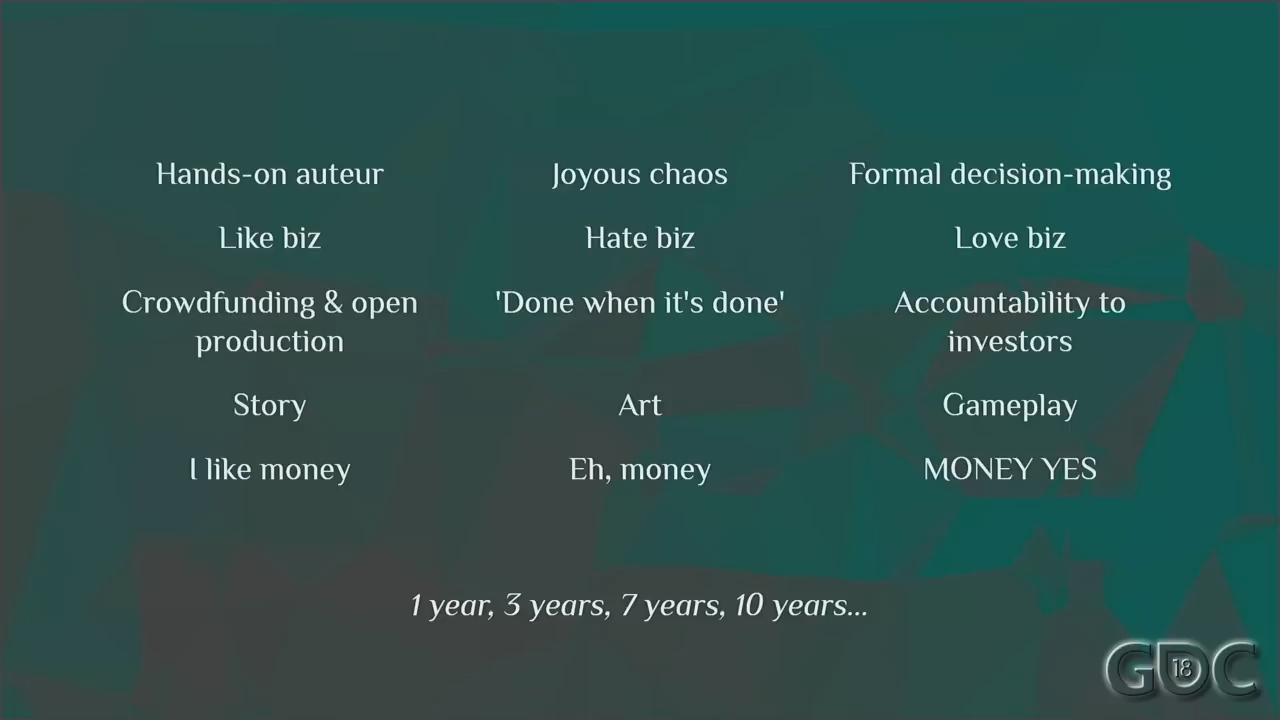 Hands-on auteur
Joyous chaos
Formal decision-making
Like biz
Hate biz
Love biz
Crowdfunding & open
production
'Done when it's done'
Accountability to
investors
Story
Art
Gameplay
I like money
Eh, money
MONEY YES
1 year, 3 years, 7 years, 10 years...
GDC
18